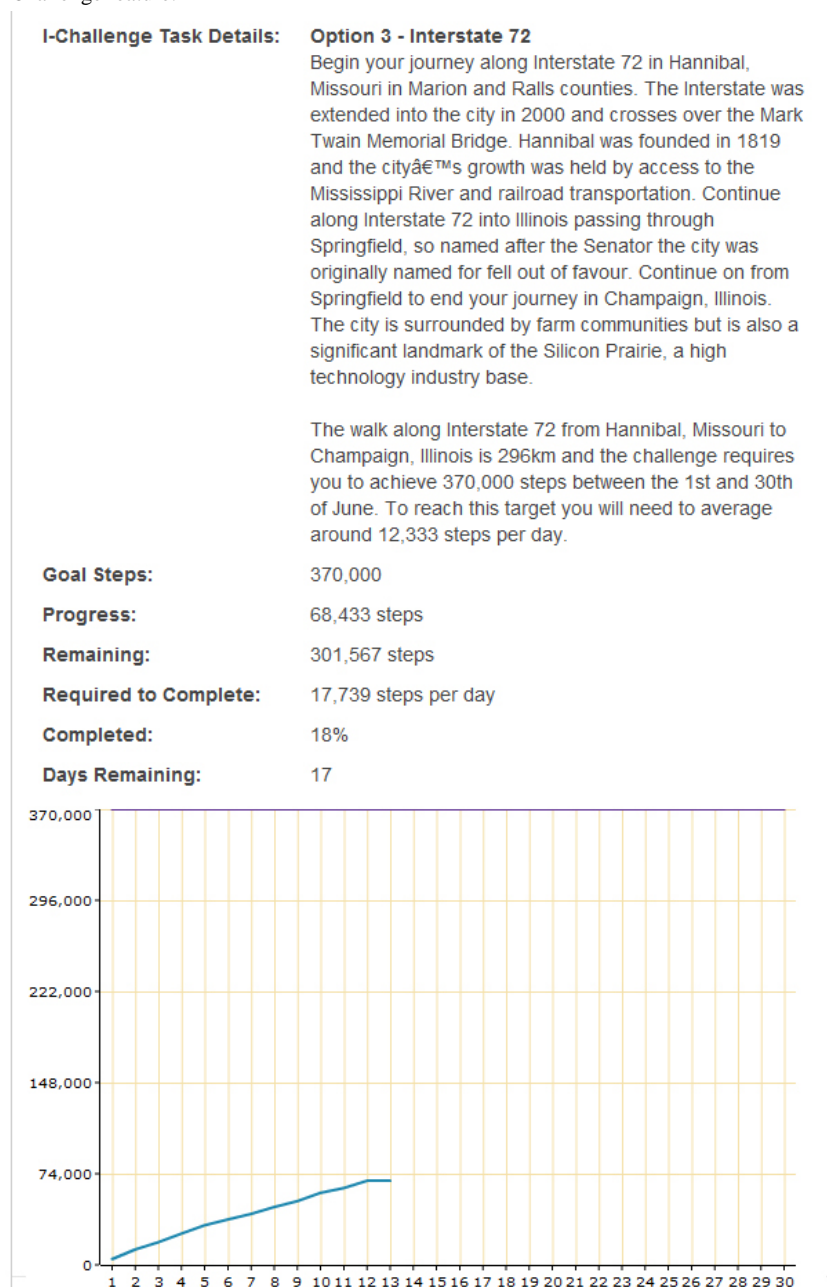 I-Challenge Task Details: Option 3 - Interstate 72
Begin your journey along Interstate 72 in Hannibal,
Missouri in Marion and Ralls counties. The Interstate was
extended into the city in 2000 and crosses over the Mark
Twain Memorial Bridge. Hannibal was founded in 1819
and the cityâ€™s growth was held by access to the
Mississippi River and railroad transportation. Continue
along Interstate 72 into Illinois passing through
Springfield, so named after the Senator the city was
originally named for fell out of favour. Continue on from
Springfield to end your journey in Champaign, Illinois.
The city is surrounded by farm communities but is also a
significant landmark of the Silicon Prairie, a high
technology industry base.
The walk along Interstate 72 from Hannibal, Missouri to
Champaign, Illinois is 296km and the challenge requires
you to achieve 370,000 steps between the 1st and 30th
of June. To reach this target you will need to average
around 12,333 steps per day.
Goal Steps: 370,000
Progress: 68,433 steps
Remaining: 301,567 steps
Required to Complete: 17,739 steps per day
Completed: 18%
Days Remaining: 17
370,000
296,000
222,000
148,000
74,000
0
1 2 3 4 5 6 7 8 9 10 11 12 13 14 15 16 17 18 19 20 21 22 23 24 25 26 27 28 29 30